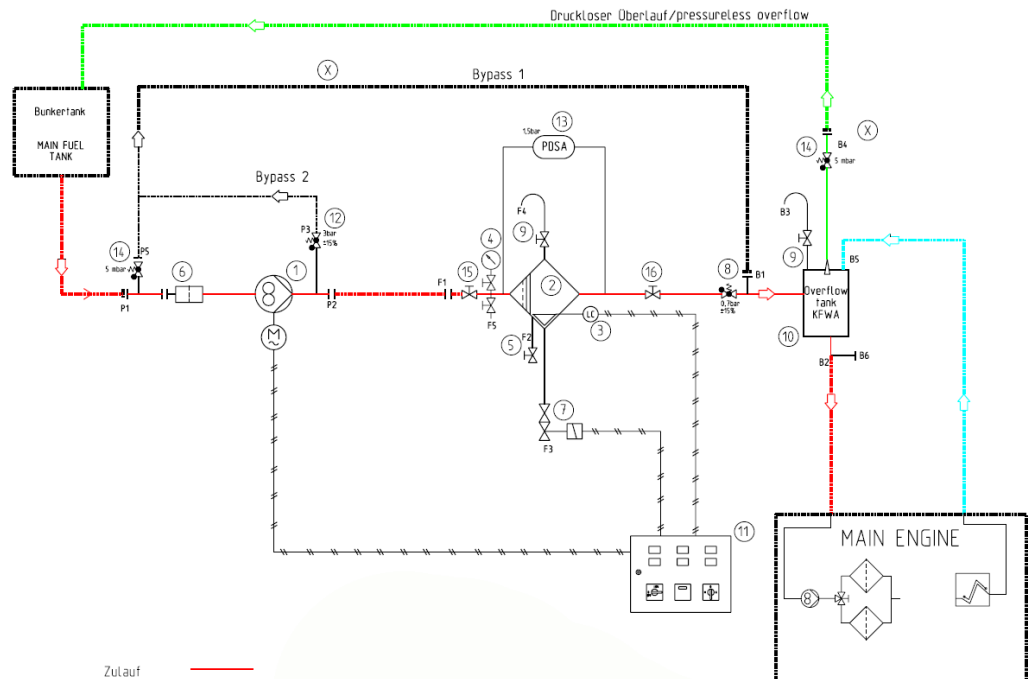 Druckloser Überlauf/pressureless overflow
X
Bypass 1
Bunkertank
MAIN FUEL
TANK
13
1,5bar
PDSA
X
14
B4
5 mbar
Bypass 2
F4
B3
12
P3
3bar
±15%
9
9
14
P5
5 mbar
4
B5
6
1
15
2
16
8
B1
F1
P1
P2
F5
0,7bar
±15%
Overflow
tank
KFWA
LC
3
10
M
5
F2
B2
B6
7
F3
11
MAIN ENGINE
Zulauf